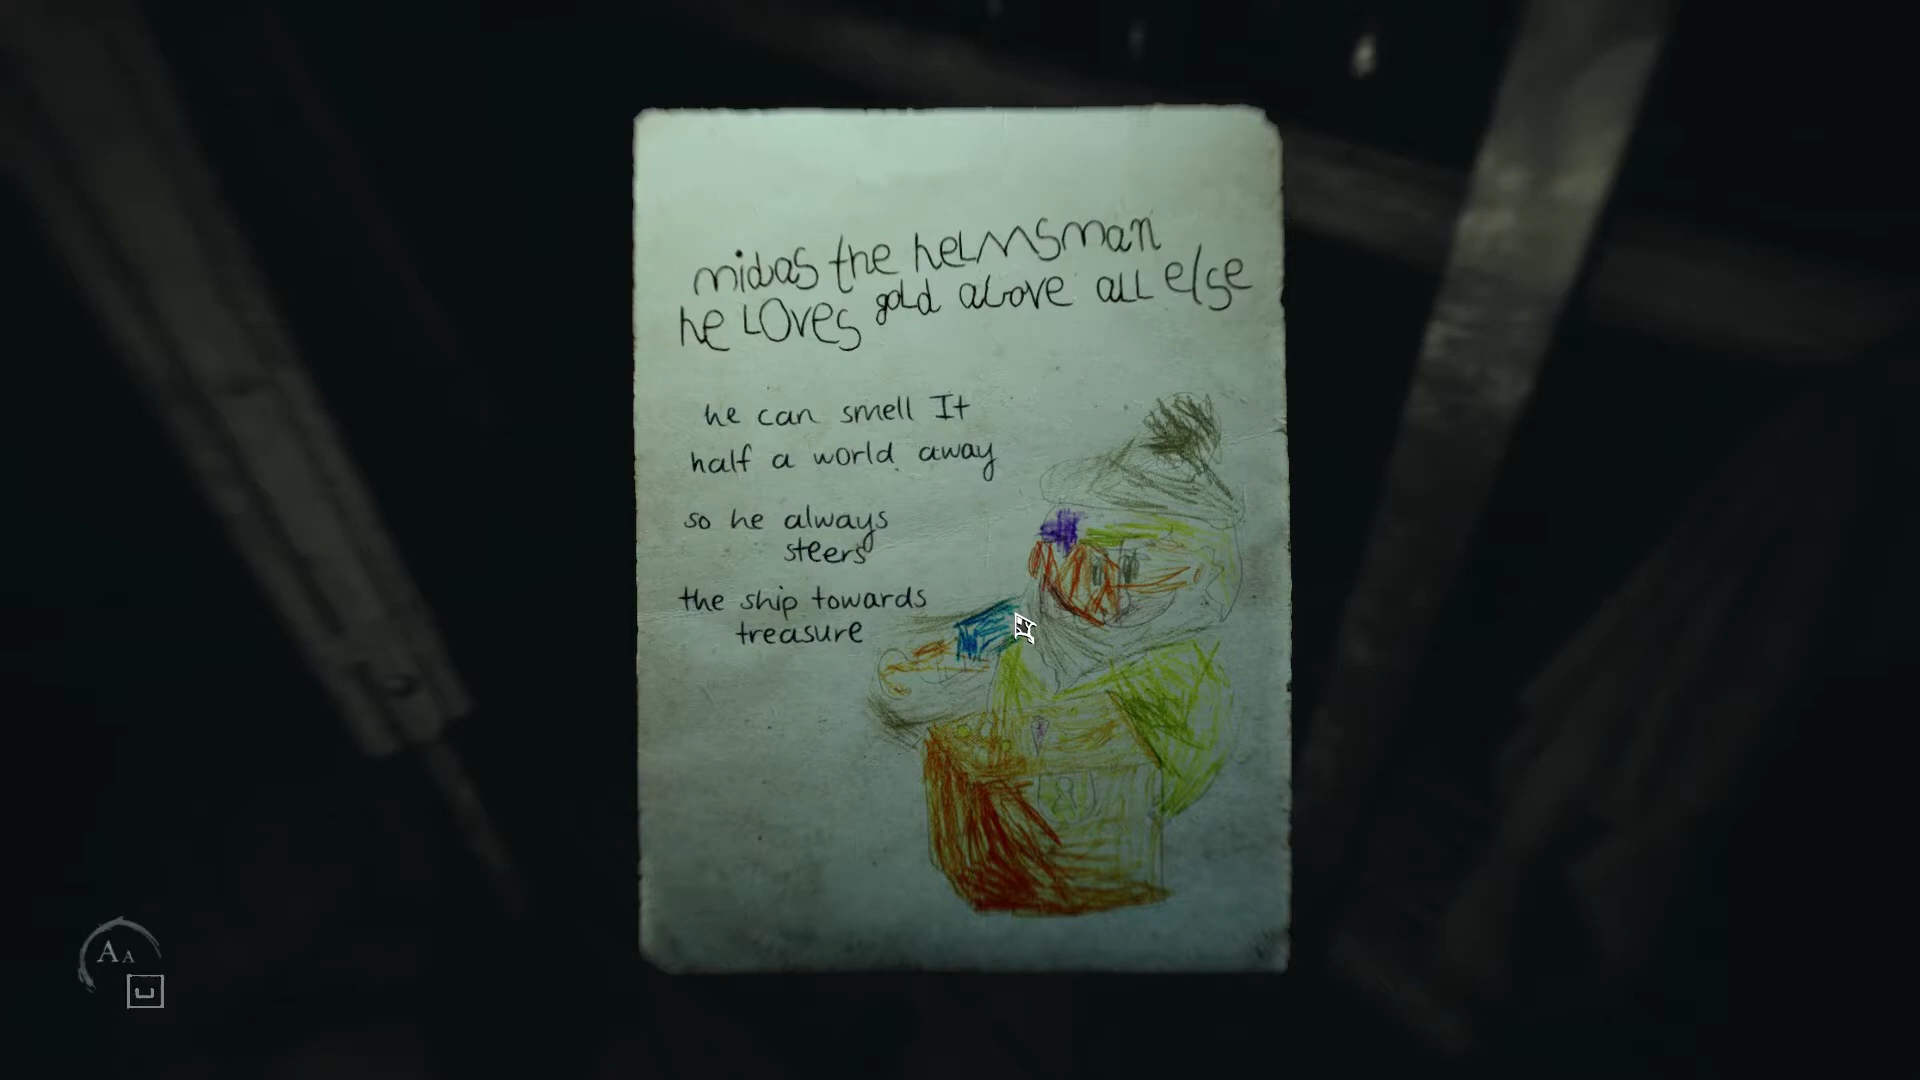 midas the heLMsman
he LOves gold above aLL else
he can smell It
half a world away
so he always
steers
the ship towards
treasure
AA